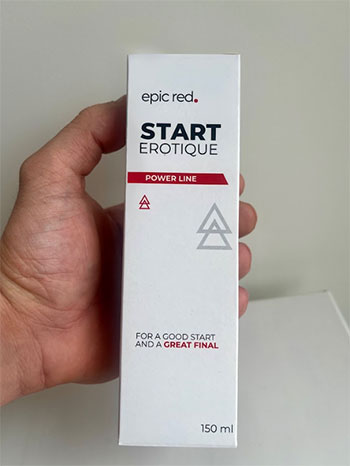 epic red.
START
EROTIQUE
POWER LINE
FOR A GOOD START
AND A GREAT FINAL
150 ml